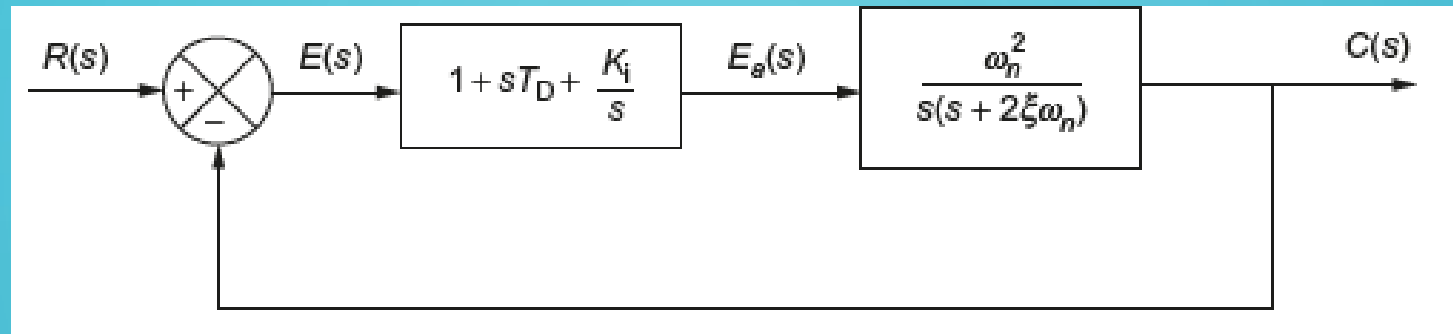 R(s)
+
−
E(s)
1 + sT_D + K_i/s
E_a(s)
ω_n^2 / s(s + 2ξω_n)
C(s)